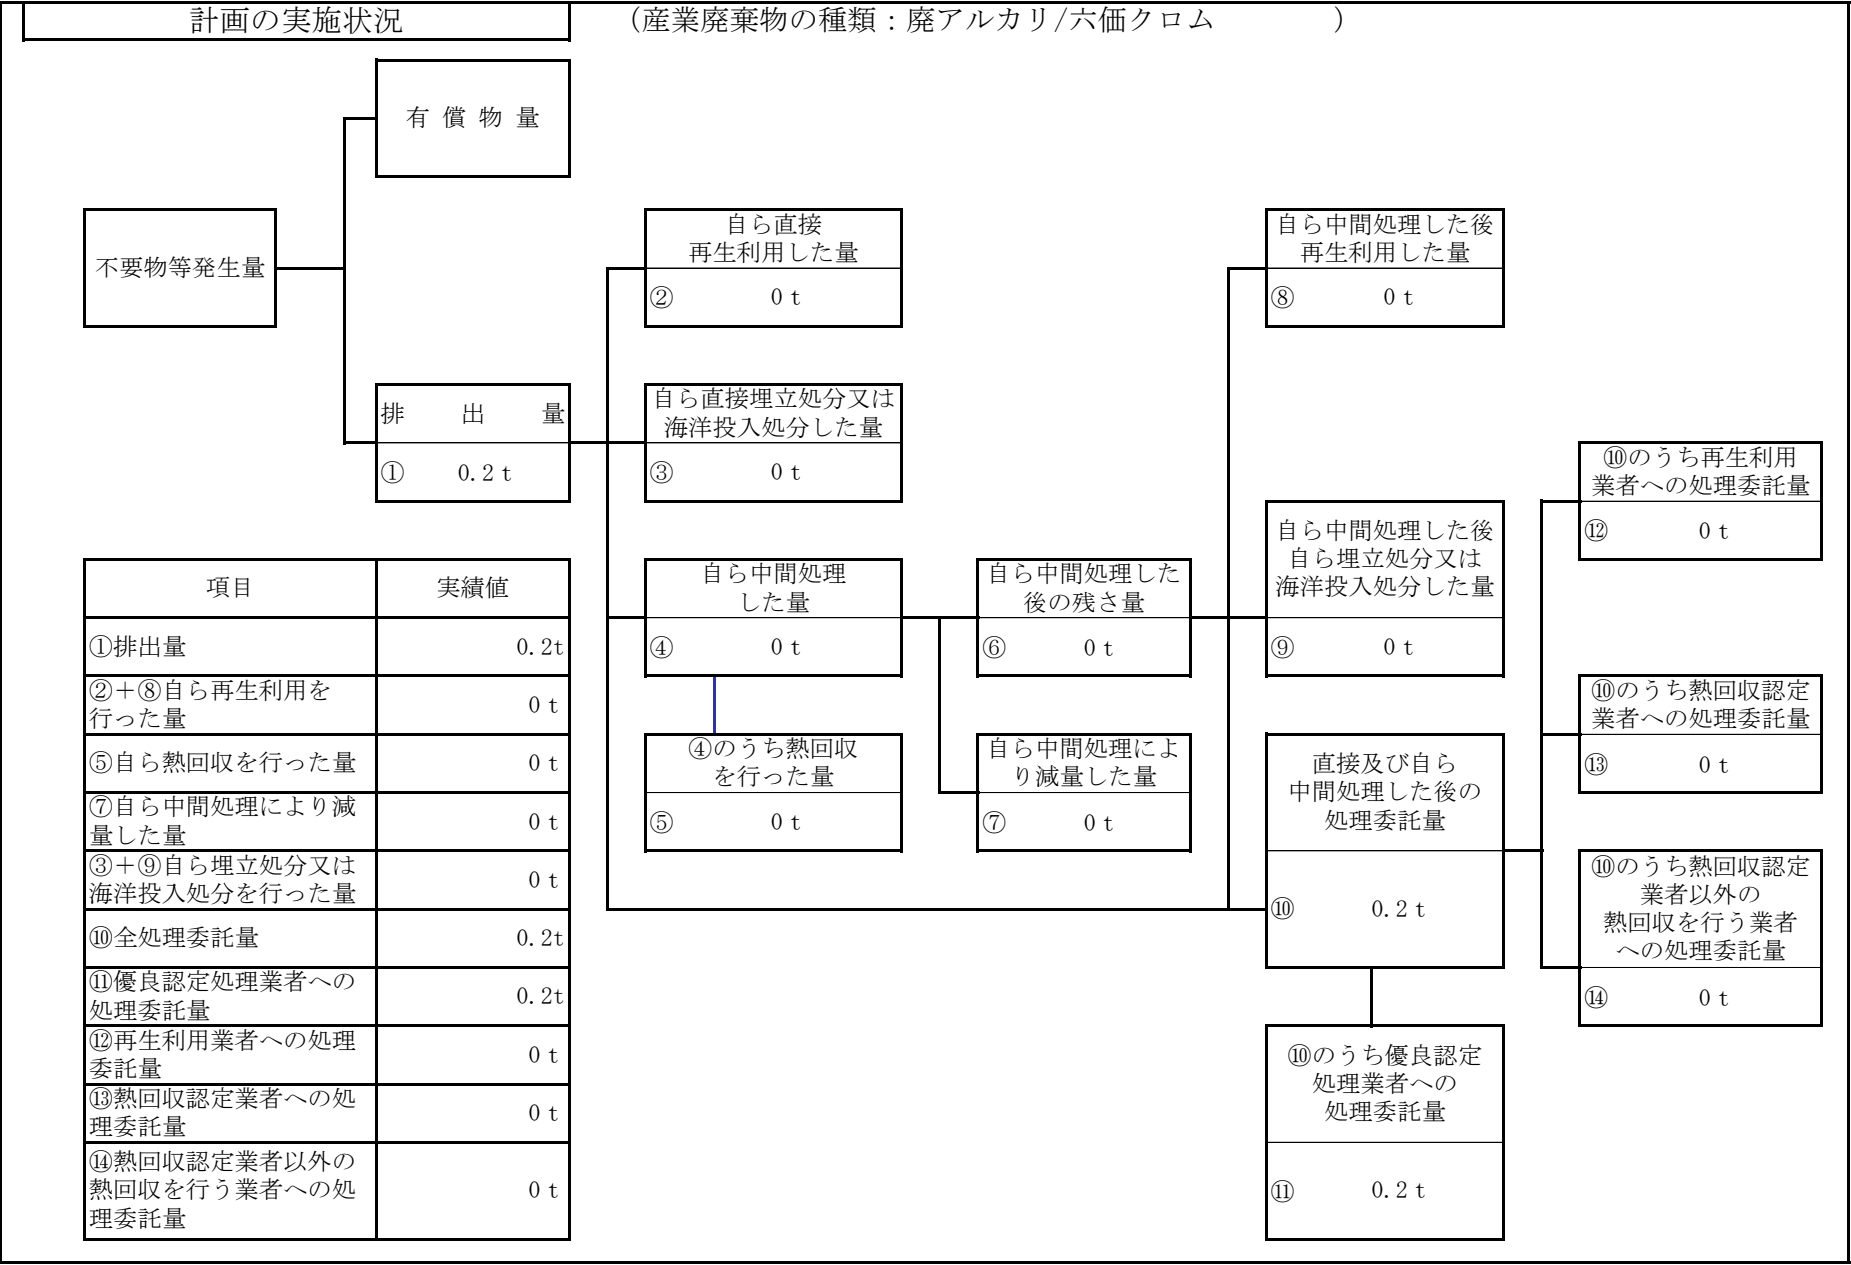 計画の実施状況
（産業廃棄物の種類：廃アルカリ/六価クロム　　　　）
有 償 物 量
不要物等発生量
自ら直接
再生利用した量
② 0 t
自ら中間処理した後
再生利用した量
⑧ 0 t
排 出 量
① 0.2 t
自ら直接埋立処分又は
海洋投入処分した量
③ 0 t
⑩のうち再生利用
業者への処理委託量
⑫ 0 t
自ら中間処理した後
自ら埋立処分又は
海洋投入処分した量
⑨ 0 t
自ら中間処理
した量
④ 0 t
自ら中間処理した
後の残さ量
⑥ 0 t
④のうち熱回収
を行った量
⑤ 0 t
自ら中間処理によ
り減量した量
⑦ 0 t
直接及び自ら
中間処理した後の
処理委託量
⑩ 0.2 t
⑩のうち熱回収認定
業者への処理委託量
⑬ 0 t
⑩のうち熱回収認定
業者以外の
熱回収を行う業者
への処理委託量
⑭ 0 t
⑩のうち優良認定
処理業者への
処理委託量
⑪ 0.2 t
項目 実績値
①排出量 0.2t
②＋⑧自ら再生利用を
行った量 0 t
⑤自ら熱回収を行った量 0 t
⑦自ら中間処理により減
量した量 0 t
③＋⑨自ら埋立処分又は
海洋投入処分を行った量 0 t
⑩全処理委託量 0.2t
⑪優良認定処理業者への
処理委託量 0.2t
⑫再生利用業者への処理
委託量 0 t
⑬熱回収認定業者への処
理委託量 0 t
⑭熱回収認定業者以外の
熱回収を行う業者への処
理委託量 0 t